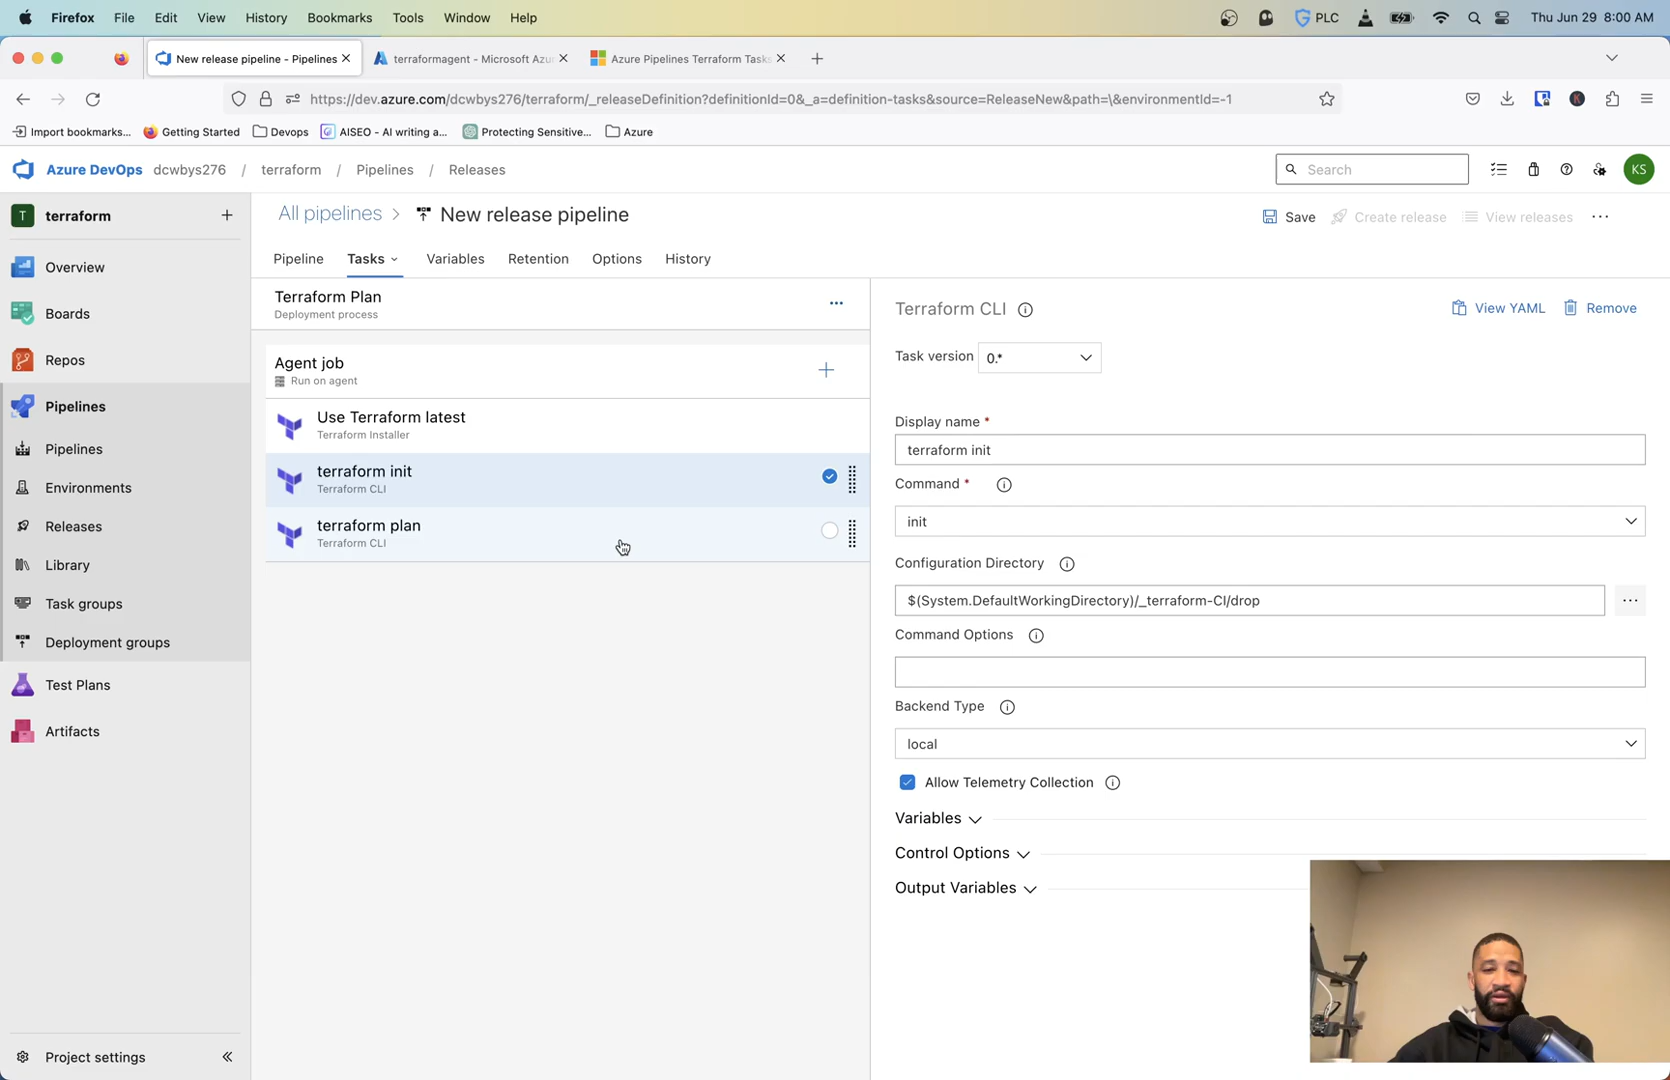 Firefox File Edit View History Bookmarks Tools Window Help PLC Thu Jun 29 8:00 AM
New release pipeline - Pipelines terraformagent - Microsoft Azur Azure Pipelines Terraform Tasks
https://dev.azure.com/dcwbys276/terraform/_releaseDefinition?definitionId=0&_a=definition-tasks&source=ReleaseNew&path=\&environmentId=-1
Import bookmarks... Getting Started Devops AISEO - AI writing a... Protecting Sensitive... Azure
Azure DevOps dcwbys276 / terraform / Pipelines / Releases Search KS
T terraform
Overview
Boards
Repos
Pipelines
Pipelines
Environments
Releases
Library
Task groups
Deployment groups
Test Plans
Artifacts
Project settings
All pipelines > New release pipeline
Save Create release View releases
Pipeline Tasks Variables Retention Options History
Terraform Plan
Deployment process
Agent job
Run on agent
Use Terraform latest
Terraform Installer
terraform init
Terraform CLI
terraform plan
Terraform CLI
Terraform CLI View YAML Remove
Task version 0.*
Display name *
terraform init
Command *
init
Configuration Directory
$(System.DefaultWorkingDirectory)/_terraform-CI/drop
Command Options
Backend Type
local
Allow Telemetry Collection
Variables
Control Options
Output Variables